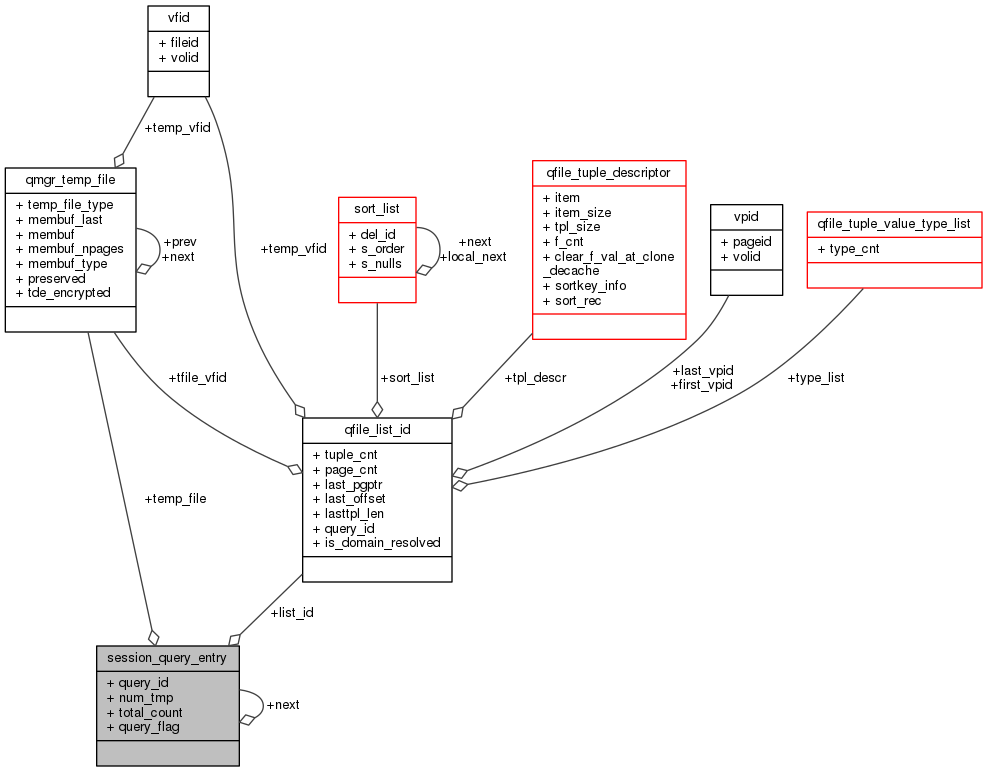 vfid
+ fileid
+ volid
+temp_vfid
qmgr_temp_file
+ temp_file_type
+ membuf_last
+ membuf
+ membuf_npages
+ membuf_type
+ preserved
+ tde_encrypted
+prev
+next
+temp_vfid
sort_list
+ del_id
+ s_order
+ s_nulls
+next
+local_next
qfile_tuple_descriptor
+ item
+ item_size
+ tpl_size
+ f_cnt
+ clear_f_val_at_clone
_decache
+ sortkey_info
+ sort_rec
vpid
+ pageid
+ volid
qfile_tuple_value_type_list
+ type_cnt
+tfile_vfid
+sort_list
+tpl_descr
+last_vpid
+first_vpid
+type_list
qfile_list_id
+ tuple_cnt
+ page_cnt
+ last_pgptr
+ last_offset
+ lasttpl_len
+ query_id
+ is_domain_resolved
+temp_file
+list_id
session_query_entry
+ query_id
+ num_tmp
+ total_count
+ query_flag
+next